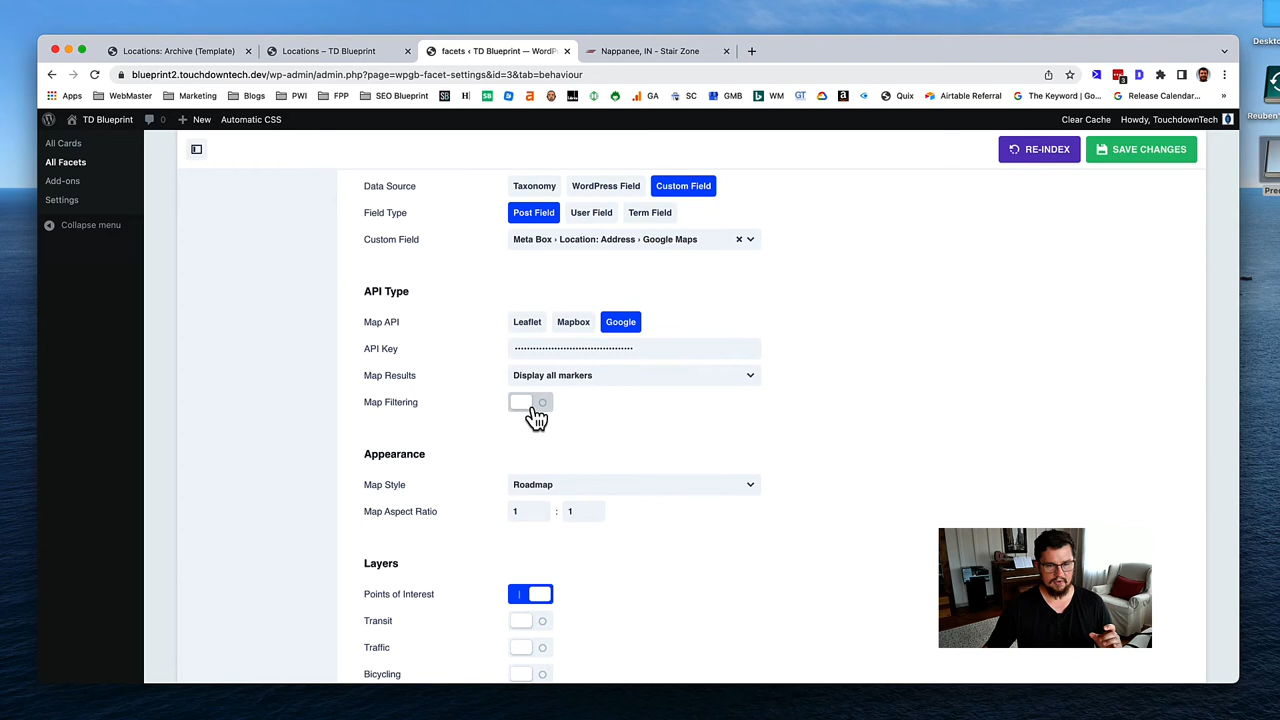 Locations: Archive (Template)
Locations – TD Blueprint
facets ‹ TD Blueprint — WordP
Nappanee, IN - Stair Zone
Desktop
blueprint2.touchdowntech.dev/wp-admin/admin.php?page=wpgb-facet-settings&id=3&tab=behaviour
Apps WebMaster Marketing Blogs PWI FPP SEO Blueprint GA SC GMB WM Quix Airtable Referral The Keyword | Go... Release Calendar... »
TD Blueprint 0 New Automatic CSS Clear Cache Howdy, TouchdownTech
Reuben'
All Cards
All Facets
Add-ons
Settings
Collapse menu
RE-INDEX SAVE CHANGES
Pre
Data Source Taxonomy WordPress Field Custom Field
Field Type Post Field User Field Term Field
Custom Field Meta Box › Location: Address › Google Maps
API Type
Map API Leaflet Mapbox Google
API Key ••••••••••••••••••••••••••••••••••••••
Map Results Display all markers
Map Filtering
Appearance
Map Style Roadmap
Map Aspect Ratio 1 : 1
Layers
Points of Interest
Transit
Traffic
Bicycling